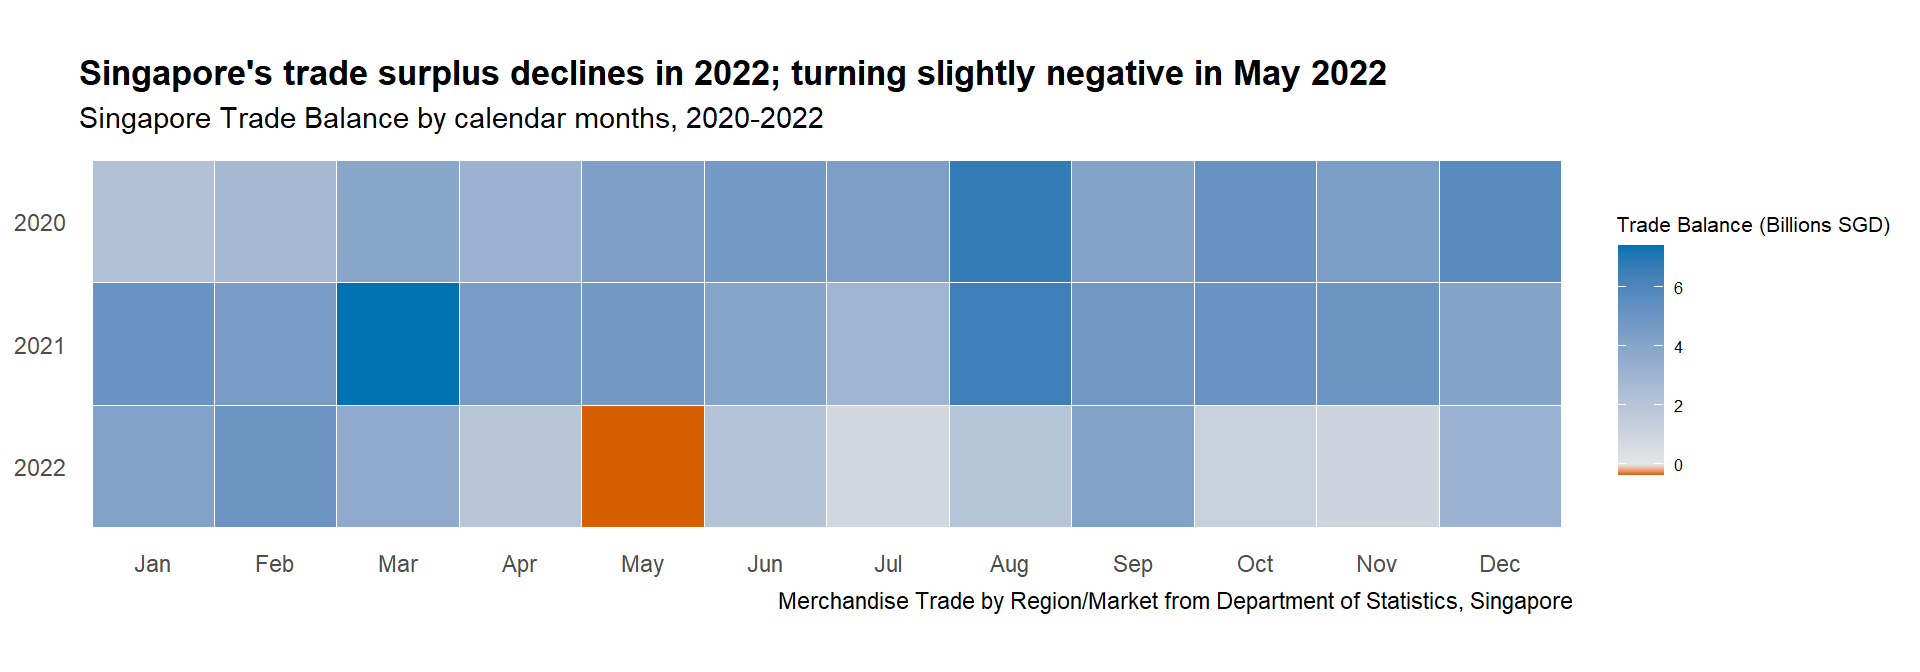 Singapore's trade surplus declines in 2022; turning slightly negative in May 2022
Singapore Trade Balance by calendar months, 2020-2022
2020
2021
2022
Jan Feb Mar Apr May Jun Jul Aug Sep Oct Nov Dec
Trade Balance (Billions SGD)
6
4
2
0
Merchandise Trade by Region/Market from Department of Statistics, Singapore